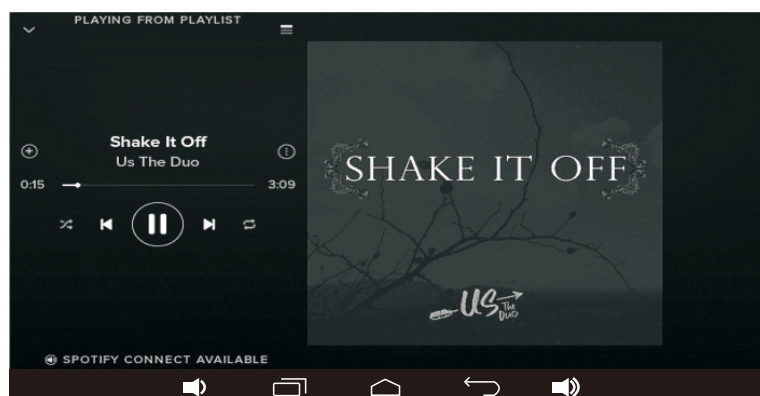 PLAYING FROM PLAYLIST
Shake It Off
Us The Duo
0:15
3:09
SPOTIFY CONNECT AVAILABLE
SHAKE IT OFF
US The
Duo